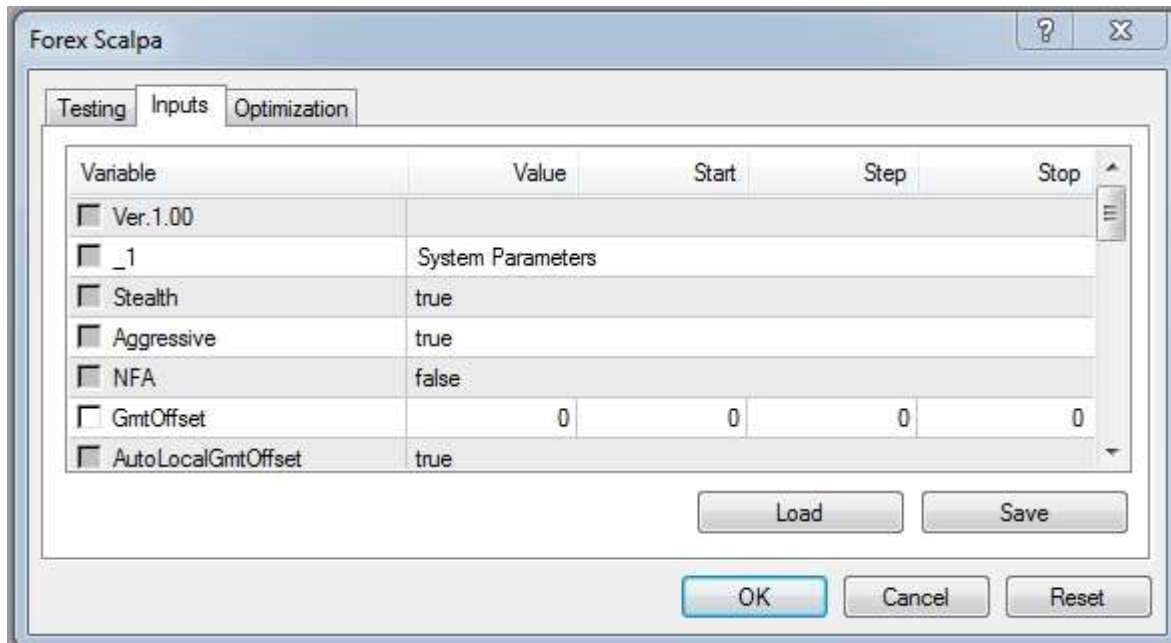 Forex Scalpa
Testing Inputs Optimization
Variable Value Start Step Stop
Ver.1.00
_1 System Parameters
Stealth true
Aggressive true
NFA false
GmtOffset 0 0 0 0
AutoLocalGmtOffset true
Load Save
OK Cancel Reset